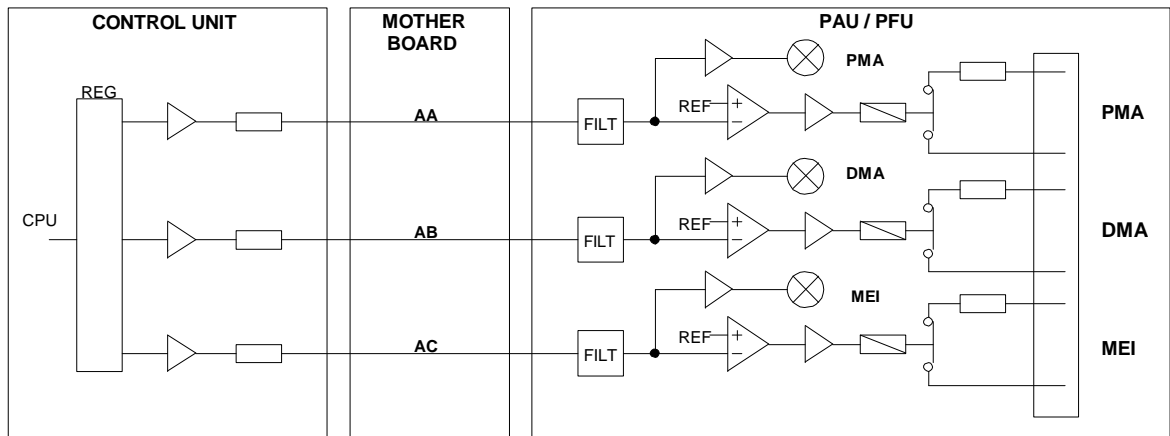 CONTROL UNIT
MOTHER
BOARD
PAU / PFU
REG
CPU
AA
AB
AC
FILT
REF
+
−
PMA
PMA
FILT
REF
+
−
DMA
DMA
FILT
REF
+
−
MEI
MEI